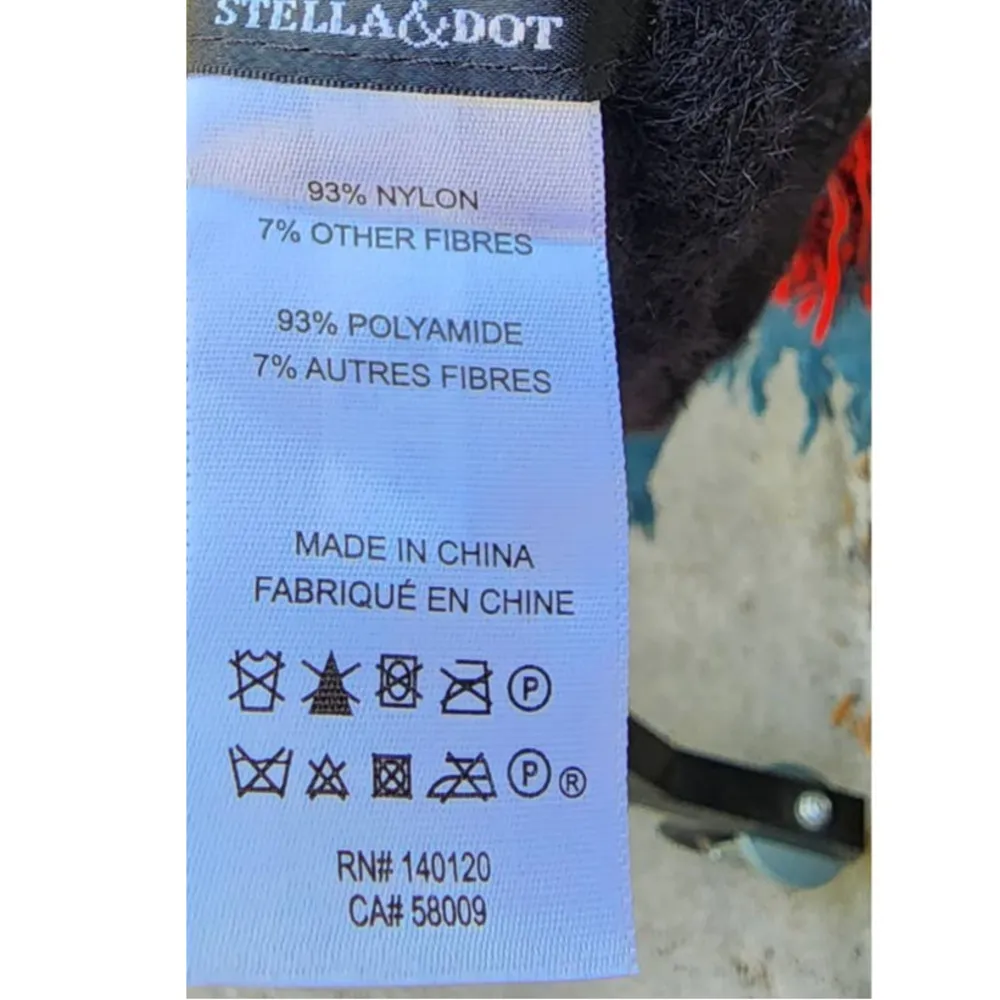 STELLA&DOT
93% NYLON
7% OTHER FIBRES
93% POLYAMIDE
7% AUTRES FIBRES
MADE IN CHINA
FABRIQUÉ EN CHINE
P
P ®
RN# 140120
CA# 58009